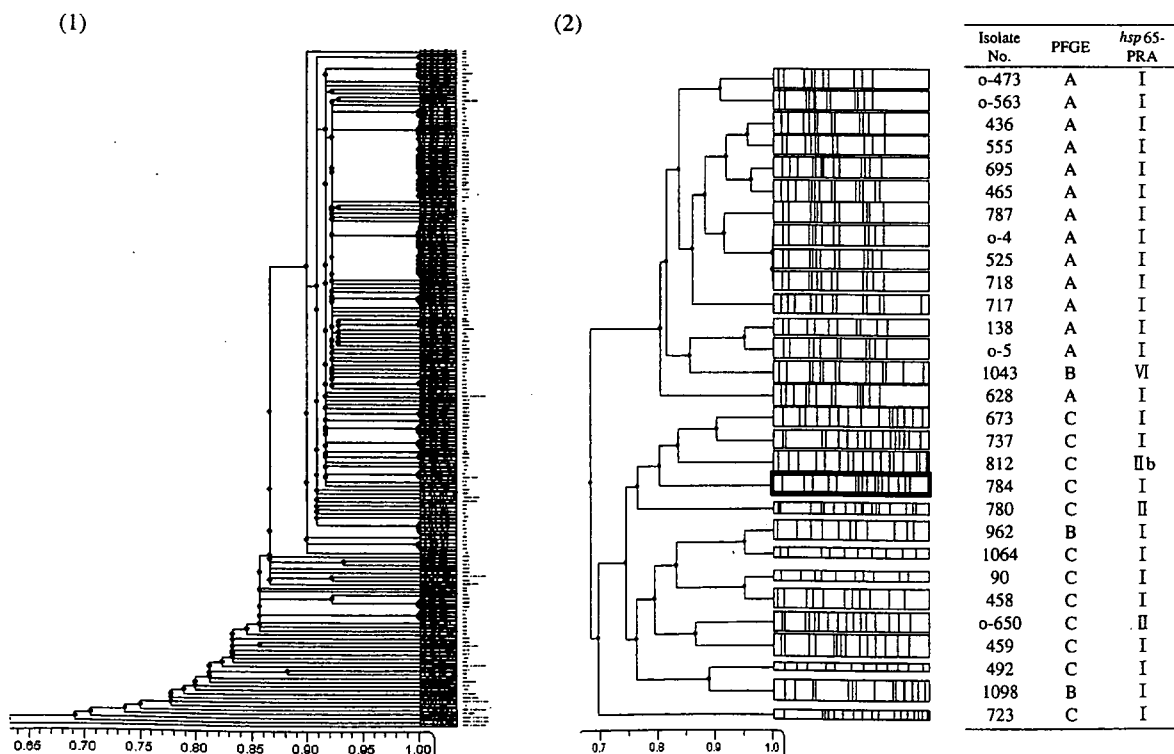 (1)
(2)
Isolate No. PFGE hsp65-PRA
o-473 A I
o-563 A I
436 A I
555 A I
695 A I
465 A I
787 A I
o-4 A I
525 A I
718 A I
717 A I
138 A I
o-5 A I
1043 B VI
628 A I
673 C I
737 C I
812 C IIb
784 C I
780 C II
962 B I
1064 C I
90 C I
458 C I
o-650 C II
459 C I
492 C I
1098 B I
723 C I
0.65 0.70 0.75 0.80 0.85 0.90 0.95 1.00
0.7 0.8 0.9 1.0